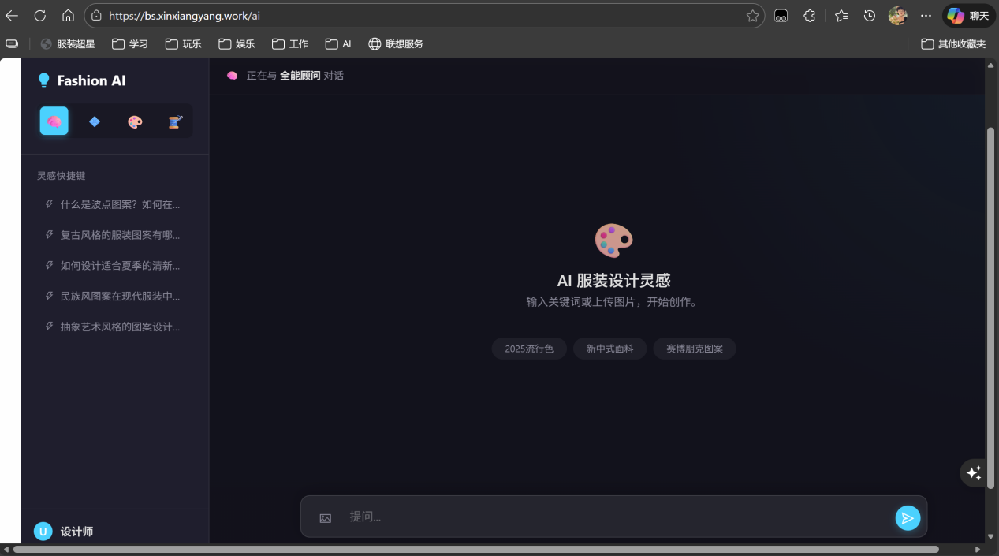 https://bs.xinxiangyang.work/ai
聊天
服装超星
学习
玩乐
娱乐
工作
AI
联想服务
其他收藏夹
Fashion AI
正在与 全能顾问 对话
灵感快捷键
什么是波点图案？如何在...
复古风格的服装图案有哪...
如何设计适合夏季的清新...
民族风图案在现代服装中...
抽象艺术风格的图案设计...
AI 服装设计灵感
输入关键词或上传图片，开始创作。
2025流行色
新中式面料
赛博朋克图案
提问...
U 设计师